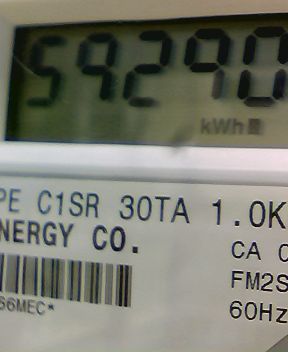 59290
kWh
PE C1SR 30TA 1.0K
NERGY CO.
CA
FM2S
66MEC*
60Hz